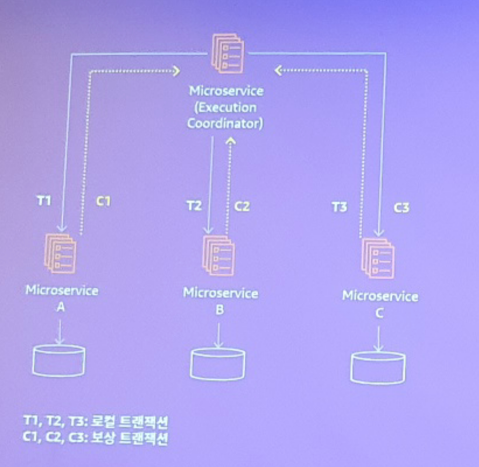 Microservice
(Execution
Coordinator)
T1
C1
T2
C2
T3
C3
Microservice
A
Microservice
B
Microservice
C
T1, T2, T3: 로컬 트랜잭션
C1, C2, C3: 보상 트랜잭션